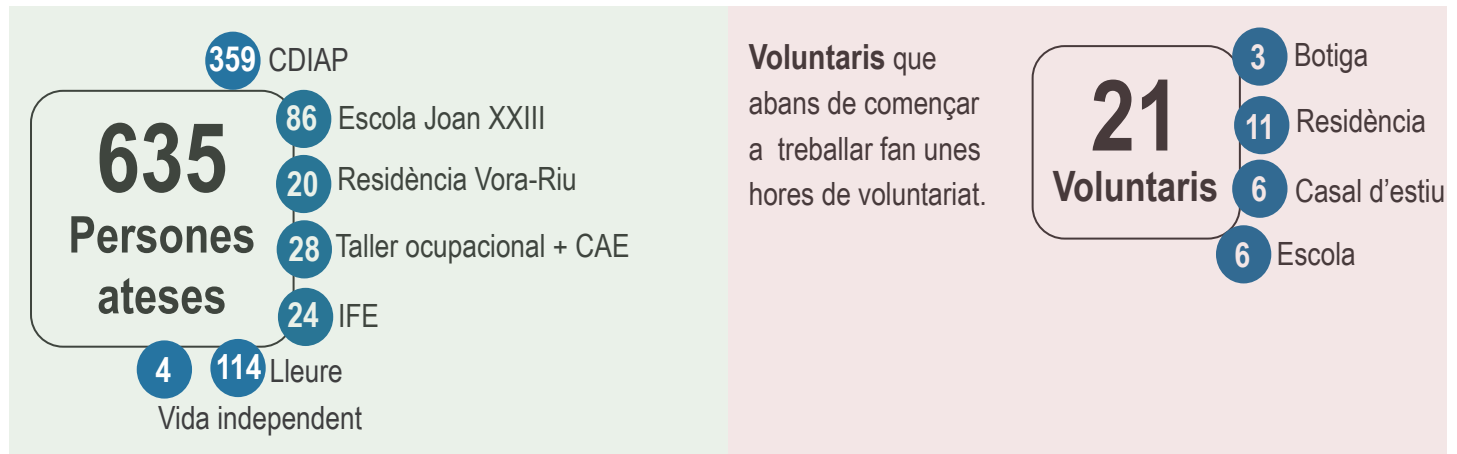 359 CDIAP
635
Persones
ateses
86 Escola Joan XXIII
20 Residència Vora-Riu
28 Taller ocupacional + CAE
24 IFE
114 Lleure
4
Vida independent
Voluntaris que
abans de començar
a treballar fan unes
hores de voluntariat.
21
Voluntaris
3 Botiga
11 Residència
6 Casal d'estiu
6 Escola